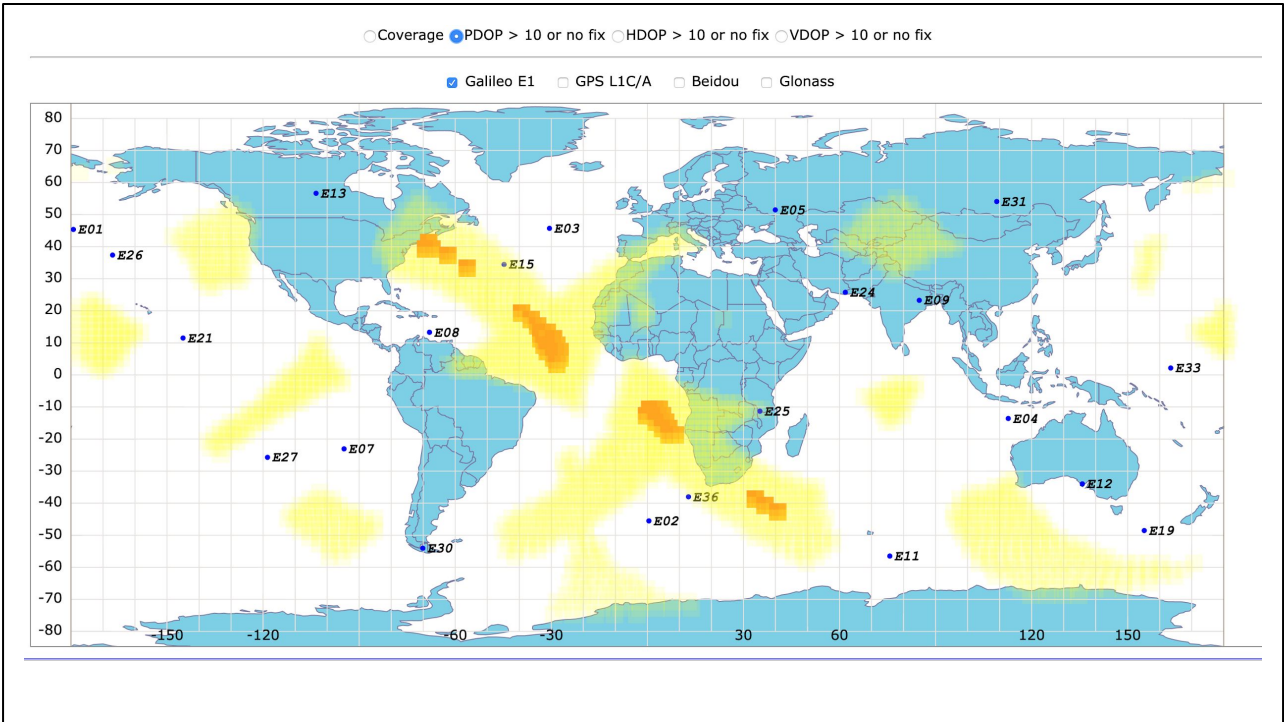 Coverage PDOP > 10 or no fix HDOP > 10 or no fix VDOP > 10 or no fix
Galileo E1 GPS L1C/A Beidou Glonass
80
70
60
E13
E31
E05
50
E01
E03
40
E26
E15
30
E24
E09
20
E21
E08
10
0
E33
-10
E25
E04
-20
E07
E27
-30
E12
E36
-40
E02
E19
-50
E30
E11
-60
-70
-80
-150 -120 -60 -30 30 60 120 150